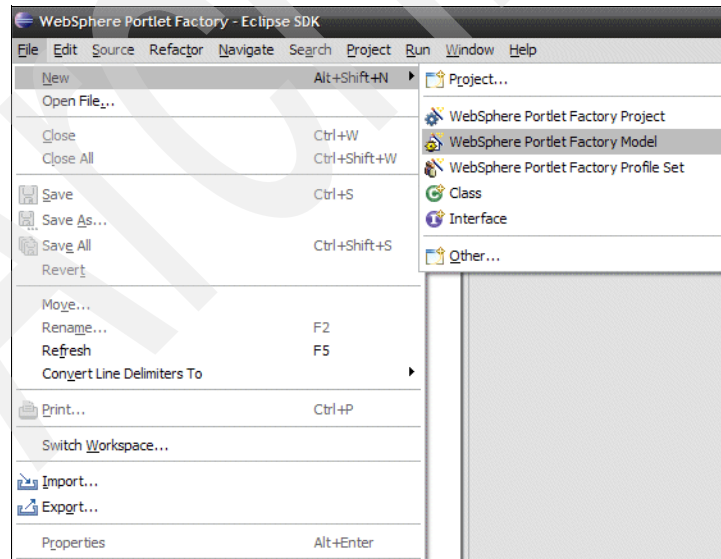 WebSphere Portlet Factory - Eclipse SDK
File Edit Source Refactor Navigate Search Project Run Window Help
New Alt+Shift+N
Open File...
Close Ctrl+W
Close All Ctrl+Shift+W
Save Ctrl+S
Save As...
Save All Ctrl+Shift+S
Revert
Move...
Rename... F2
Refresh F5
Convert Line Delimiters To
Print... Ctrl+P
Switch Workspace...
Import...
Export...
Properties Alt+Enter
Project...
WebSphere Portlet Factory Project
WebSphere Portlet Factory Model
WebSphere Portlet Factory Profile Set
Class
Interface
Other...